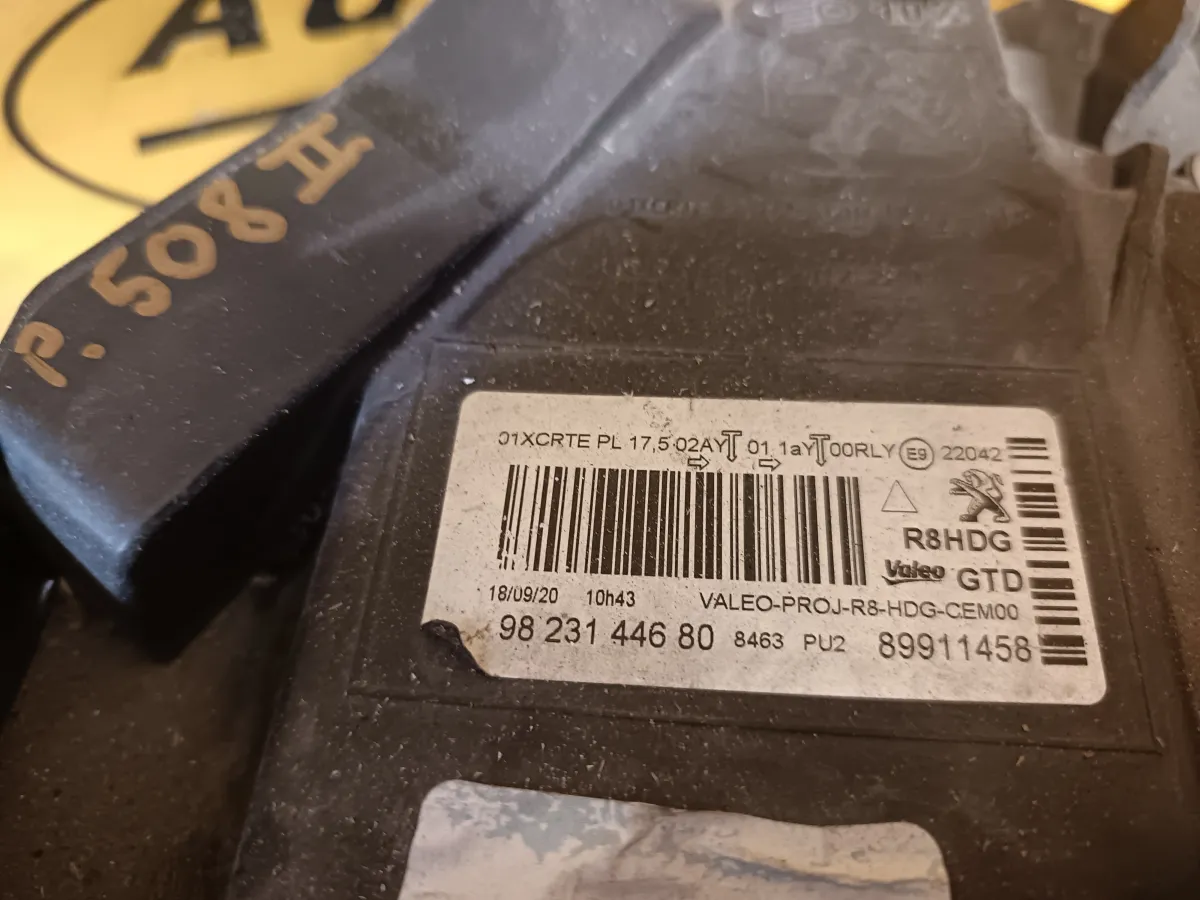 P. 508 II
01XCRTE PL 17,5 02AY 01 1aY 00RLY E9 22042
R8HDG
Valeo GTD
18/09/20 10h43 VALEO-PROJ-R8-HDG-CEM00
98 231 446 80 8463 PU2 89911458